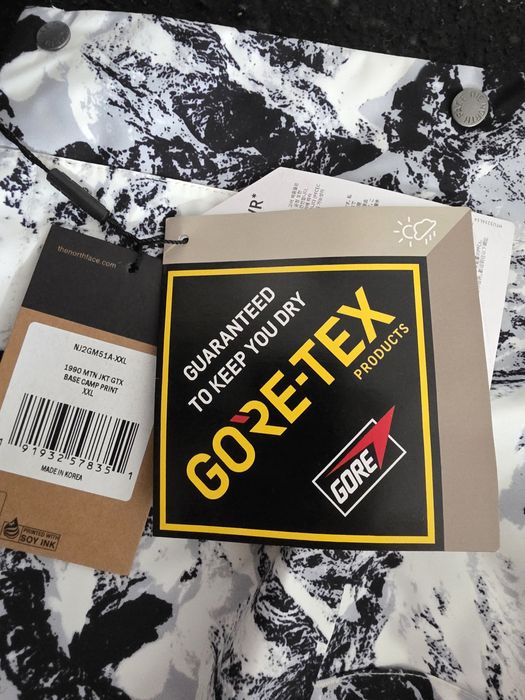 thenorthface.com
NJ2GM51A-XXL
1990 MTN JKT GTX
BASE CAMP PRINT
XXL
1 91932 57835 1
MADE IN KOREA
PRINTED WITH
SOY INK
GUARANTEED
TO KEEP YOU DRY
GORE-TEX
PRODUCTS
GORE